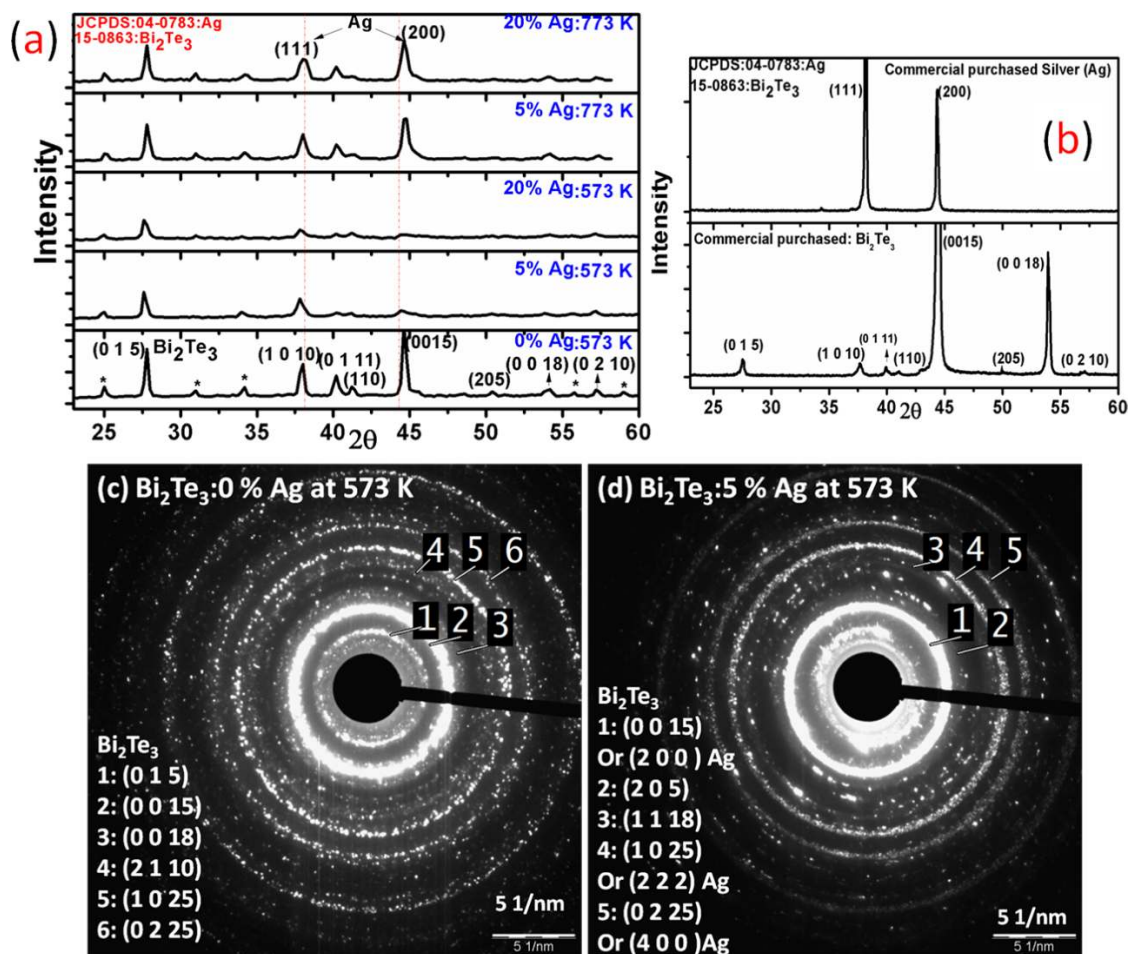 (a)
JCPDS:04-0783:Ag
15-0863:Bi2Te3
Ag
20% Ag:773 K
(111)
(200)
5% Ag:773 K
20% Ag:573 K
5% Ag:573 K
0% Ag:573 K
(0 1 5)
Bi2Te3
(1 0 10)
(0 1 11)
(110)
(0015)
(205)
(0 0 18)
(0 2 10)
* * * * *
Intensity
25 30 35 40 45 50 55 60
2θ
(b)
JCPDS:04-0783:Ag
15-0863:Bi2Te3
Commercial purchased Silver (Ag)
(111)
(200)
Commercial purchased: Bi2Te3
(0015)
(0 0 18)
(0 1 5)
(1 0 10)
(0 1 11)
(110)
(205)
(0 2 10)
Intensity
25 30 35 40 45 50 55 60
2θ
(c) Bi2Te3:0 % Ag at 573 K
4 5 6
1 2 3
Bi2Te3
1: (0 1 5)
2: (0 0 15)
3: (0 0 18)
4: (2 1 10)
5: (1 0 25)
6: (0 2 25)
5 1/nm
5 1/nm
(d) Bi2Te3:5 % Ag at 573 K
3 4 5
1 2
Bi2Te3
1: (0 0 15)
Or (2 0 0 ) Ag
2: (2 0 5)
3: (1 1 18)
4: (1 0 25)
Or (2 2 2) Ag
5: (0 2 25)
Or (4 0 0)Ag
5 1/nm
5 1/nm